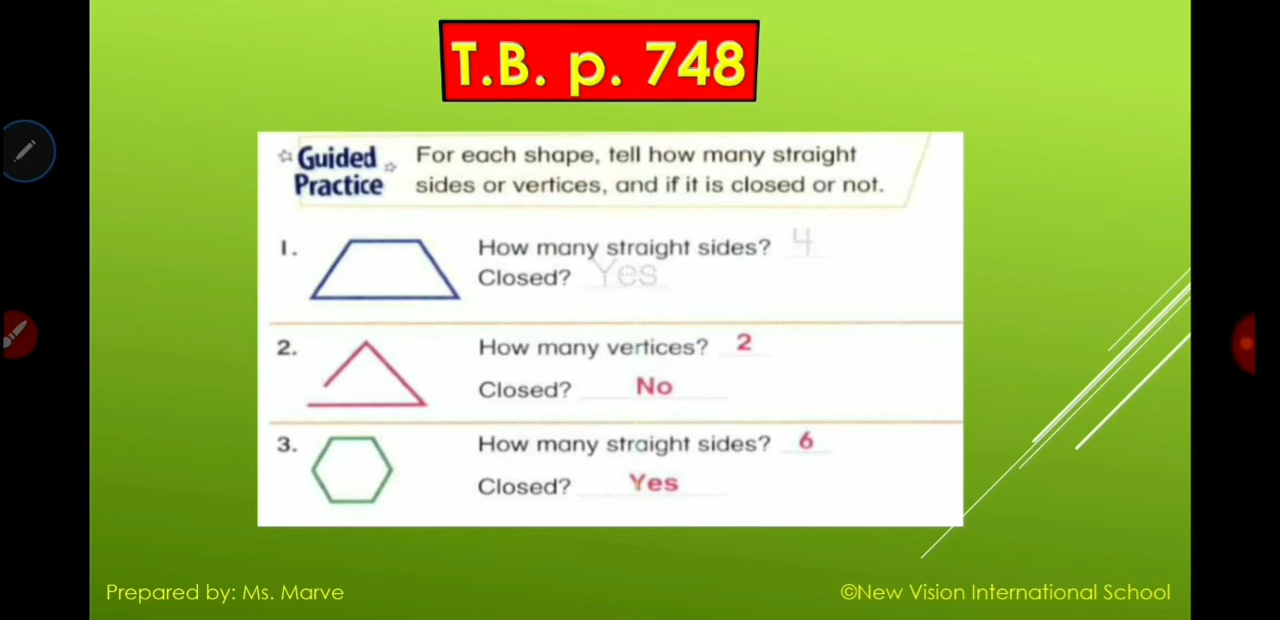 T.B. p. 748
Guided
Practice
For each shape, tell how many straight
sides or vertices, and if it is closed or not.
1.
How many straight sides? 4
Closed? Yes
2.
How many vertices? 2
Closed? No
3.
How many straight sides? 6
Closed? Yes
Prepared by: Ms. Marve
©New Vision International School